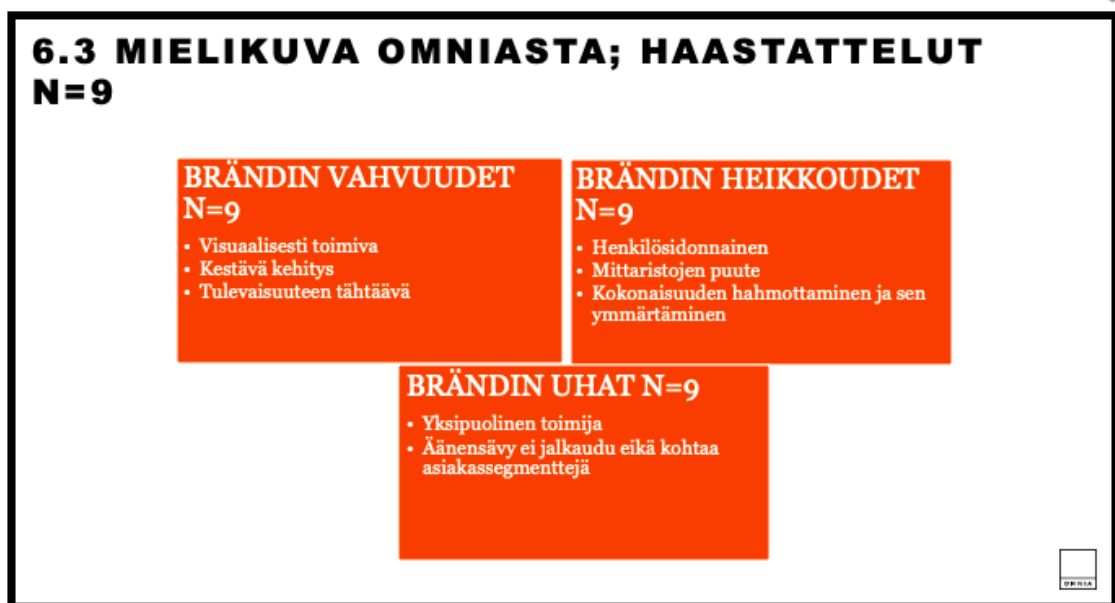 6.3 MIELIKUVA OMNIASTA; HAASTATTELUT
N=9
BRÄNDIN VAHVUUDET
N=9
• Visuaalisesti toimiva
• Kestävä kehitys
• Tulevaisuuteen tähtäävä
BRÄNDIN HEIKKOUDET
N=9
• Henkilösidonnainen
• Mittaristojen puute
• Kokonaisuuden hahmottaminen ja sen
ymmärtäminen
BRÄNDIN UHAT N=9
• Yksipuolinen toimija
• Äänensävy ei jalkaudu eikä kohtaa
asiakassegmenttejä
OMNIA